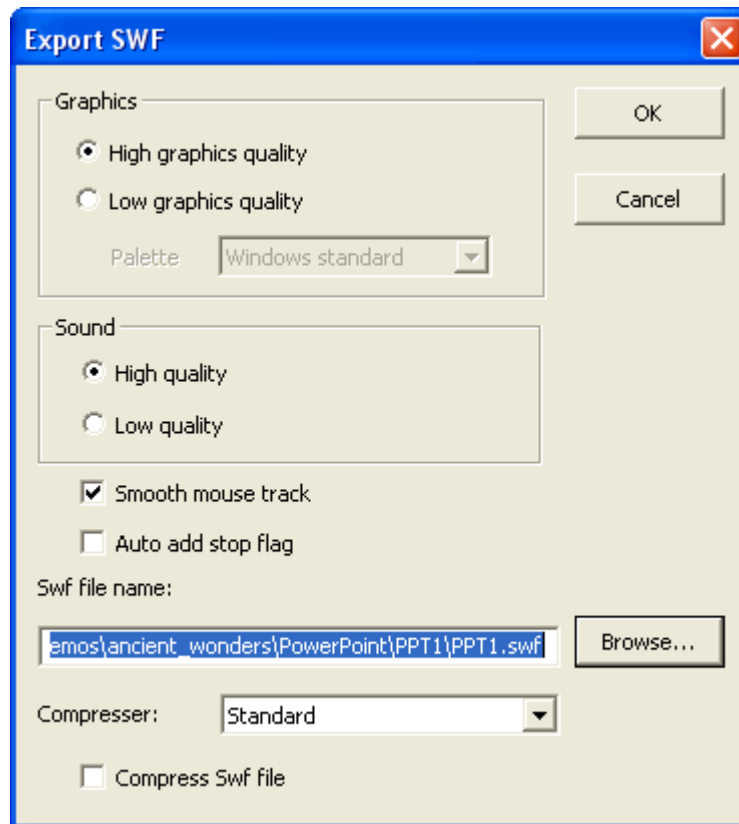 Export SWF
Graphics
OK
High graphics quality
Low graphics quality
Cancel
Palette
Windows standard
Sound
High quality
Low quality
Smooth mouse track
Auto add stop flag
Swf file name:
emos\ancient_wonders\PowerPoint\PPT1\PPT1.swf
Browse...
Compresser:
Standard
Compress Swf file